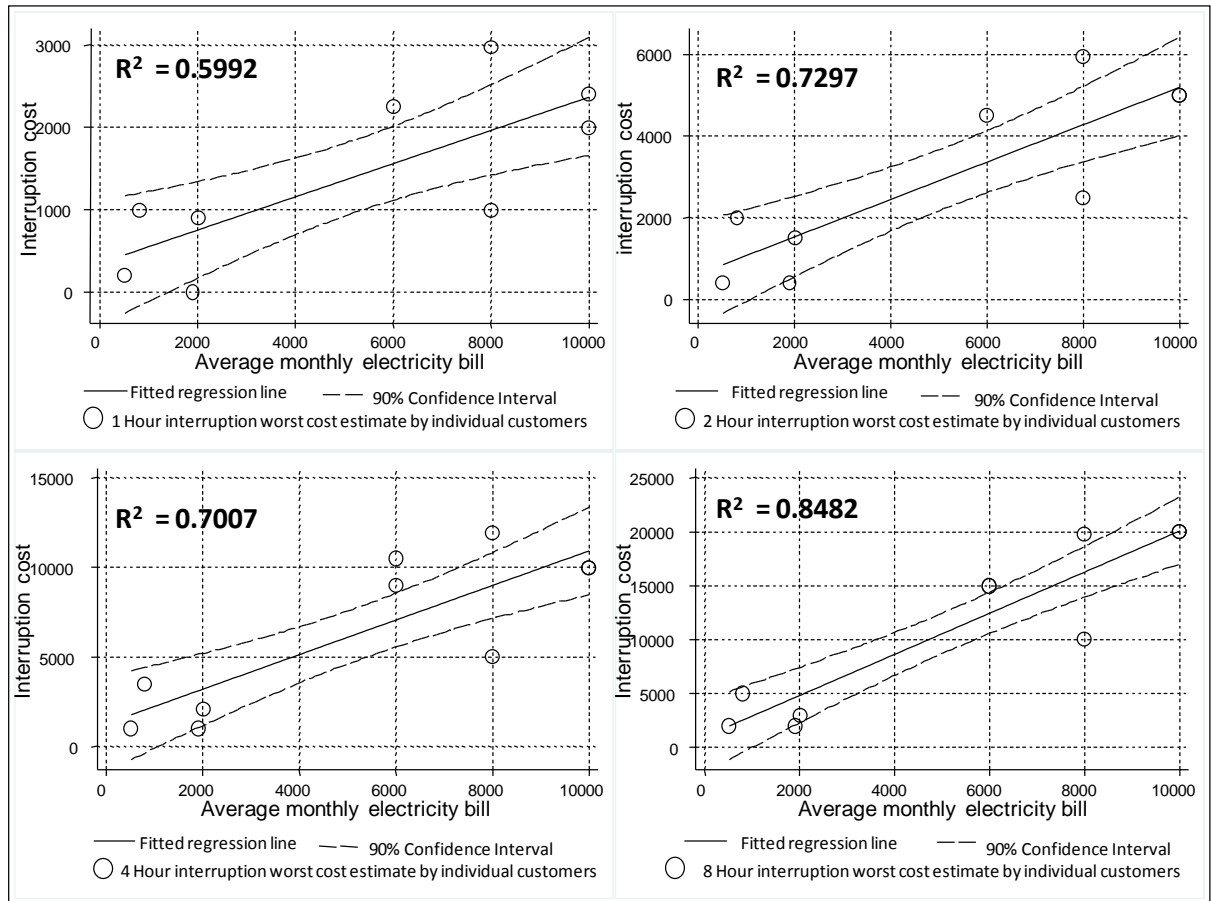 R² = 0.5992
3000
2000
1000
0
Interruption cost
0 2000 4000 6000 8000 10000
Average monthly electricity bill
Fitted regression line 90% Confidence Interval
1 Hour interruption worst cost estimate by individual customers
R² = 0.7297
6000
4000
2000
0
interruption cost
0 2000 4000 6000 8000 10000
Average monthly electricity bill
Fitted regression line 90% Confidence Interval
2 Hour interruption worst cost estimate by individual customers
R² = 0.7007
15000
10000
5000
0
Interruption cost
0 2000 4000 6000 8000 10000
Average monthly electricity bill
Fitted regression line 90% Confidence Interval
4 Hour interruption worst cost estimate by individual customers
R² = 0.8482
25000
20000
15000
10000
5000
0
Interruption cost
0 2000 4000 6000 8000 10000
Average monthly electricity bill
Fitted regression line 90% Confidence Interval
8 Hour interruption worst cost estimate by individual customers